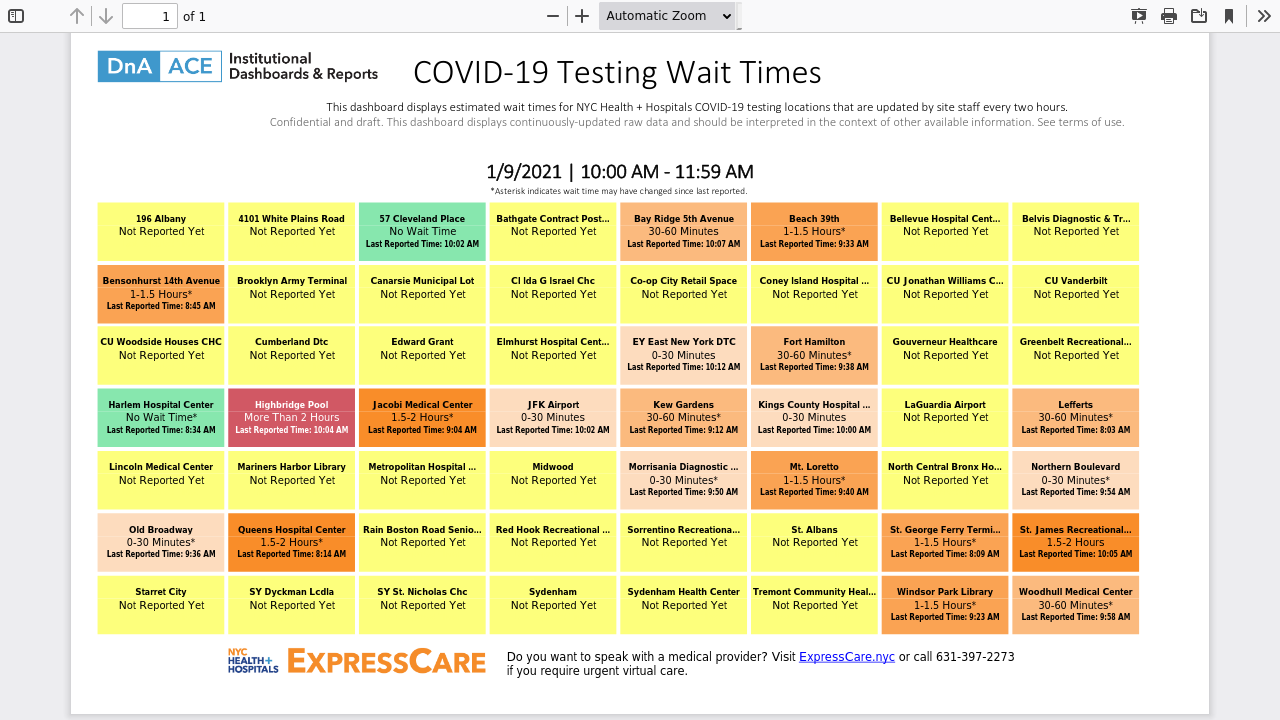 1 of 1 Automatic Zoom
DnA ACE Institutional
Dashboards & Reports
COVID-19 Testing Wait Times
This dashboard displays estimated wait times for NYC Health + Hospitals COVID-19 testing locations that are updated by site staff every two hours.
Confidential and draft. This dashboard displays continuously-updated raw data and should be interpreted in the context of other available information. See terms of use.
1/9/2021 | 10:00 AM - 11:59 AM
*Asterisk indicates wait time may have changed since last reported.
196 Albany
Not Reported Yet
4101 White Plains Road
Not Reported Yet
57 Cleveland Place
No Wait Time
Last Reported Time: 10:02 AM
Bathgate Contract Post...
Not Reported Yet
Bay Ridge 5th Avenue
30-60 Minutes
Last Reported Time: 10:07 AM
Beach 39th
1-1.5 Hours*
Last Reported Time: 9:33 AM
Bellevue Hospital Cent...
Not Reported Yet
Belvis Diagnostic & Tr...
Not Reported Yet
Bensonhurst 14th Avenue
1-1.5 Hours*
Last Reported Time: 8:45 AM
Brooklyn Army Terminal
Not Reported Yet
Canarsie Municipal Lot
Not Reported Yet
Cl Ida G Israel Chc
Not Reported Yet
Co-op City Retail Space
Not Reported Yet
Coney Island Hospital ...
Not Reported Yet
CU Jonathan Williams C...
Not Reported Yet
CU Vanderbilt
Not Reported Yet
CU Woodside Houses CHC
Not Reported Yet
Cumberland Dtc
Not Reported Yet
Edward Grant
Not Reported Yet
Elmhurst Hospital Cent...
Not Reported Yet
EY East New York DTC
0-30 Minutes
Last Reported Time: 10:12 AM
Fort Hamilton
30-60 Minutes*
Last Reported Time: 9:38 AM
Gouverneur Healthcare
Not Reported Yet
Greenbelt Recreational...
Not Reported Yet
Harlem Hospital Center
No Wait Time*
Last Reported Time: 8:34 AM
Highbridge Pool
More Than 2 Hours
Last Reported Time: 10:04 AM
Jacobi Medical Center
1.5-2 Hours*
Last Reported Time: 9:04 AM
JFK Airport
0-30 Minutes
Last Reported Time: 10:02 AM
Kew Gardens
30-60 Minutes*
Last Reported Time: 9:12 AM
Kings County Hospital ...
0-30 Minutes
Last Reported Time: 10:00 AM
LaGuardia Airport
Not Reported Yet
Lefferts
30-60 Minutes*
Last Reported Time: 8:03 AM
Lincoln Medical Center
Not Reported Yet
Mariners Harbor Library
Not Reported Yet
Metropolitan Hospital ...
Not Reported Yet
Midwood
Not Reported Yet
Morrisania Diagnostic ...
0-30 Minutes*
Last Reported Time: 9:50 AM
Mt. Loretto
1-1.5 Hours*
Last Reported Time: 9:40 AM
North Central Bronx Ho...
Not Reported Yet
Northern Boulevard
0-30 Minutes*
Last Reported Time: 9:54 AM
Old Broadway
0-30 Minutes*
Last Reported Time: 9:36 AM
Queens Hospital Center
1.5-2 Hours*
Last Reported Time: 8:14 AM
Rain Boston Road Senio...
Not Reported Yet
Red Hook Recreational ...
Not Reported Yet
Sorrentino Recreationa...
Not Reported Yet
St. Albans
Not Reported Yet
St. George Ferry Termi...
1-1.5 Hours*
Last Reported Time: 8:09 AM
St. James Recreational...
1.5-2 Hours
Last Reported Time: 10:05 AM
Starret City
Not Reported Yet
SY Dyckman Lcdla
Not Reported Yet
SY St. Nicholas Chc
Not Reported Yet
Sydenham
Not Reported Yet
Sydenham Health Center
Not Reported Yet
Tremont Community Heal...
Not Reported Yet
Windsor Park Library
1-1.5 Hours*
Last Reported Time: 9:23 AM
Woodhull Medical Center
30-60 Minutes*
Last Reported Time: 9:58 AM
NYC
HEALTH+
HOSPITALS
EXPRESSCARE
Do you want to speak with a medical provider? Visit ExpressCare.nyc or call 631-397-2273
if you require urgent virtual care.